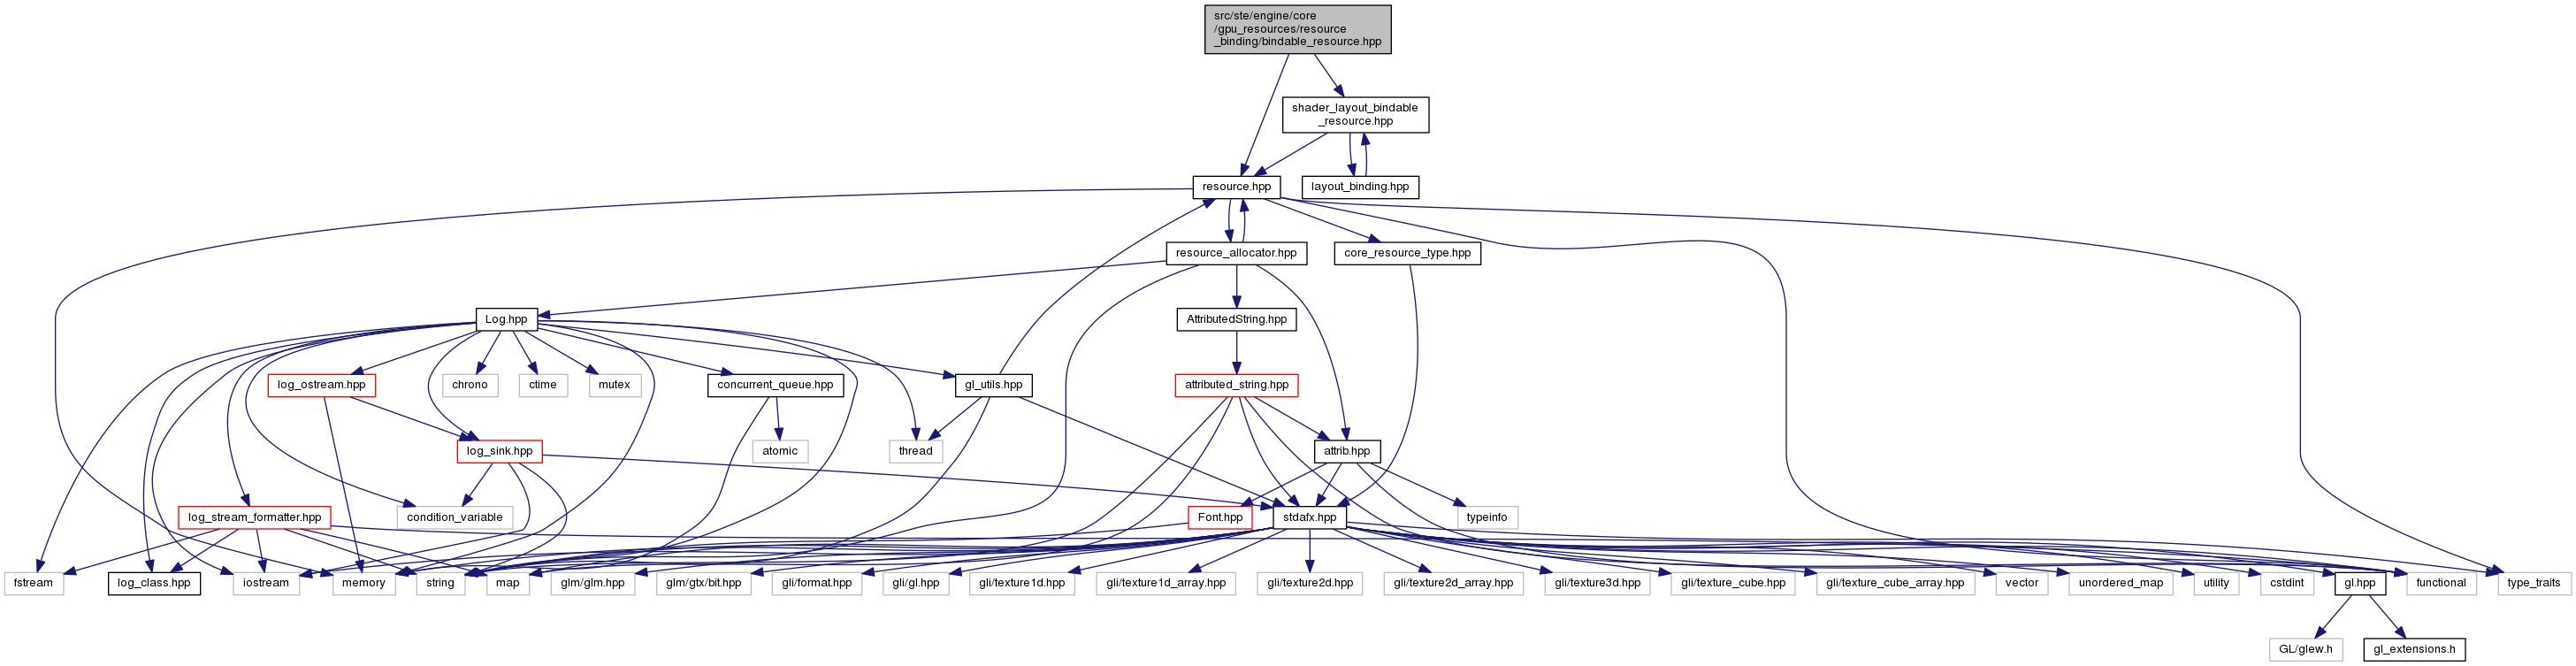 src/ste/engine/core
/gpu_resources/resource
_binding/bindable_resource.hpp
shader_layout_bindable
_resource.hpp
resource.hpp
layout_binding.hpp
resource_allocator.hpp
core_resource_type.hpp
Log.hpp
AttributedString.hpp
log_ostream.hpp
chrono
ctime
mutex
concurrent_queue.hpp
gl_utils.hpp
attributed_string.hpp
log_sink.hpp
atomic
thread
attrib.hpp
log_stream_formatter.hpp
condition_variable
Font.hpp
stdafx.hpp
typeinfo
fstream
log_class.hpp
iostream
memory
string
map
glm/glm.hpp
glm/gtx/bit.hpp
gli/format.hpp
gli/gl.hpp
gli/texture1d.hpp
gli/texture1d_array.hpp
gli/texture2d.hpp
gli/texture2d_array.hpp
gli/texture3d.hpp
gli/texture_cube.hpp
gli/texture_cube_array.hpp
vector
unordered_map
utility
cstdint
gl.hpp
functional
type_traits
GL/glew.h
gl_extensions.h